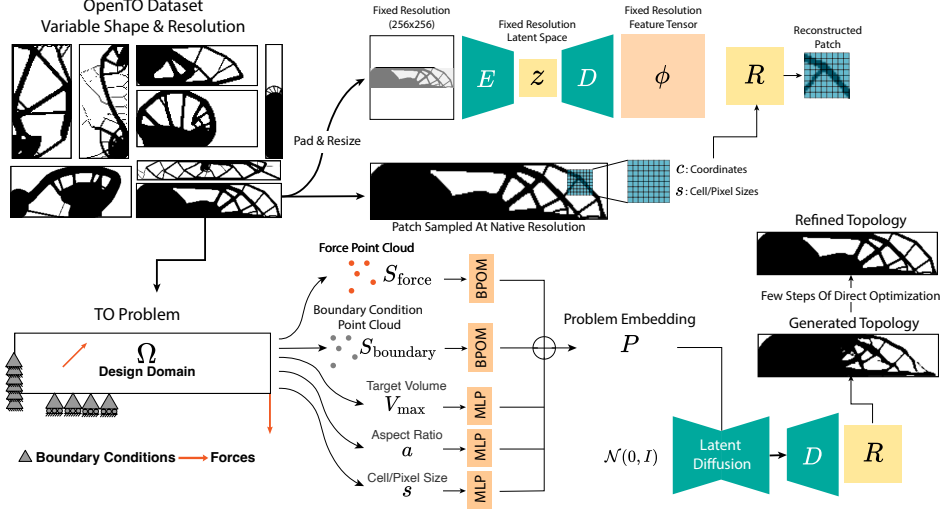 OpenTO Dataset
Variable Shape & Resolution
Fixed Resolution
(256x256)
Fixed Resolution
Latent Space
Fixed Resolution
Feature Tensor
E
z
D
ϕ
R
Reconstructed
Patch
Pad & Resize
c : Coordinates
s : Cell/Pixel Sizes
Patch Sampled At Native Resolution
TO Problem
Ω
Design Domain
Boundary Conditions
Forces
Force Point Cloud
S_force
BPOM
Boundary Condition
Point Cloud
S_boundary
BPOM
Target Volume
V_max
MLP
Aspect Ratio
a
MLP
Cell/Pixel Size
s
MLP
Problem Embedding
P
Refined Topology
Few Steps Of Direct Optimization
Generated Topology
𝒩(0, I)
Latent
Diffusion
D
R